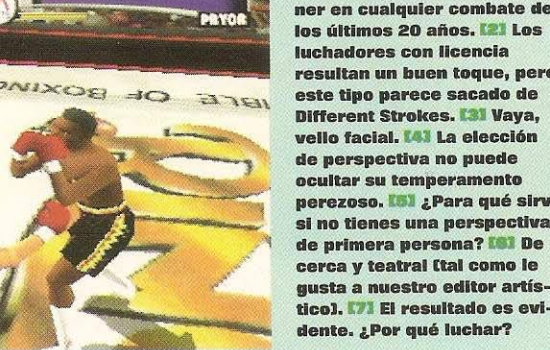 PRYOR
IBLE OF BOXING
ner en cualquier combate de
los últimos 20 años. [2] Los
luchadores con licencia
resultan un buen toque, pero
este tipo parece sacado de
Different Strokes. [3] Vaya,
vello facial. [4] La elección
de perspectiva no puede
ocultar su temperamento
perezoso. [5] ¿Para qué sirv
si no tienes una perspectiva
de primera persona? [6] De
cerca y teatral [tal como le
gusta a nuestro editor artís-
tico]. [7] El resultado es evi-
dente. ¿Por qué luchar?